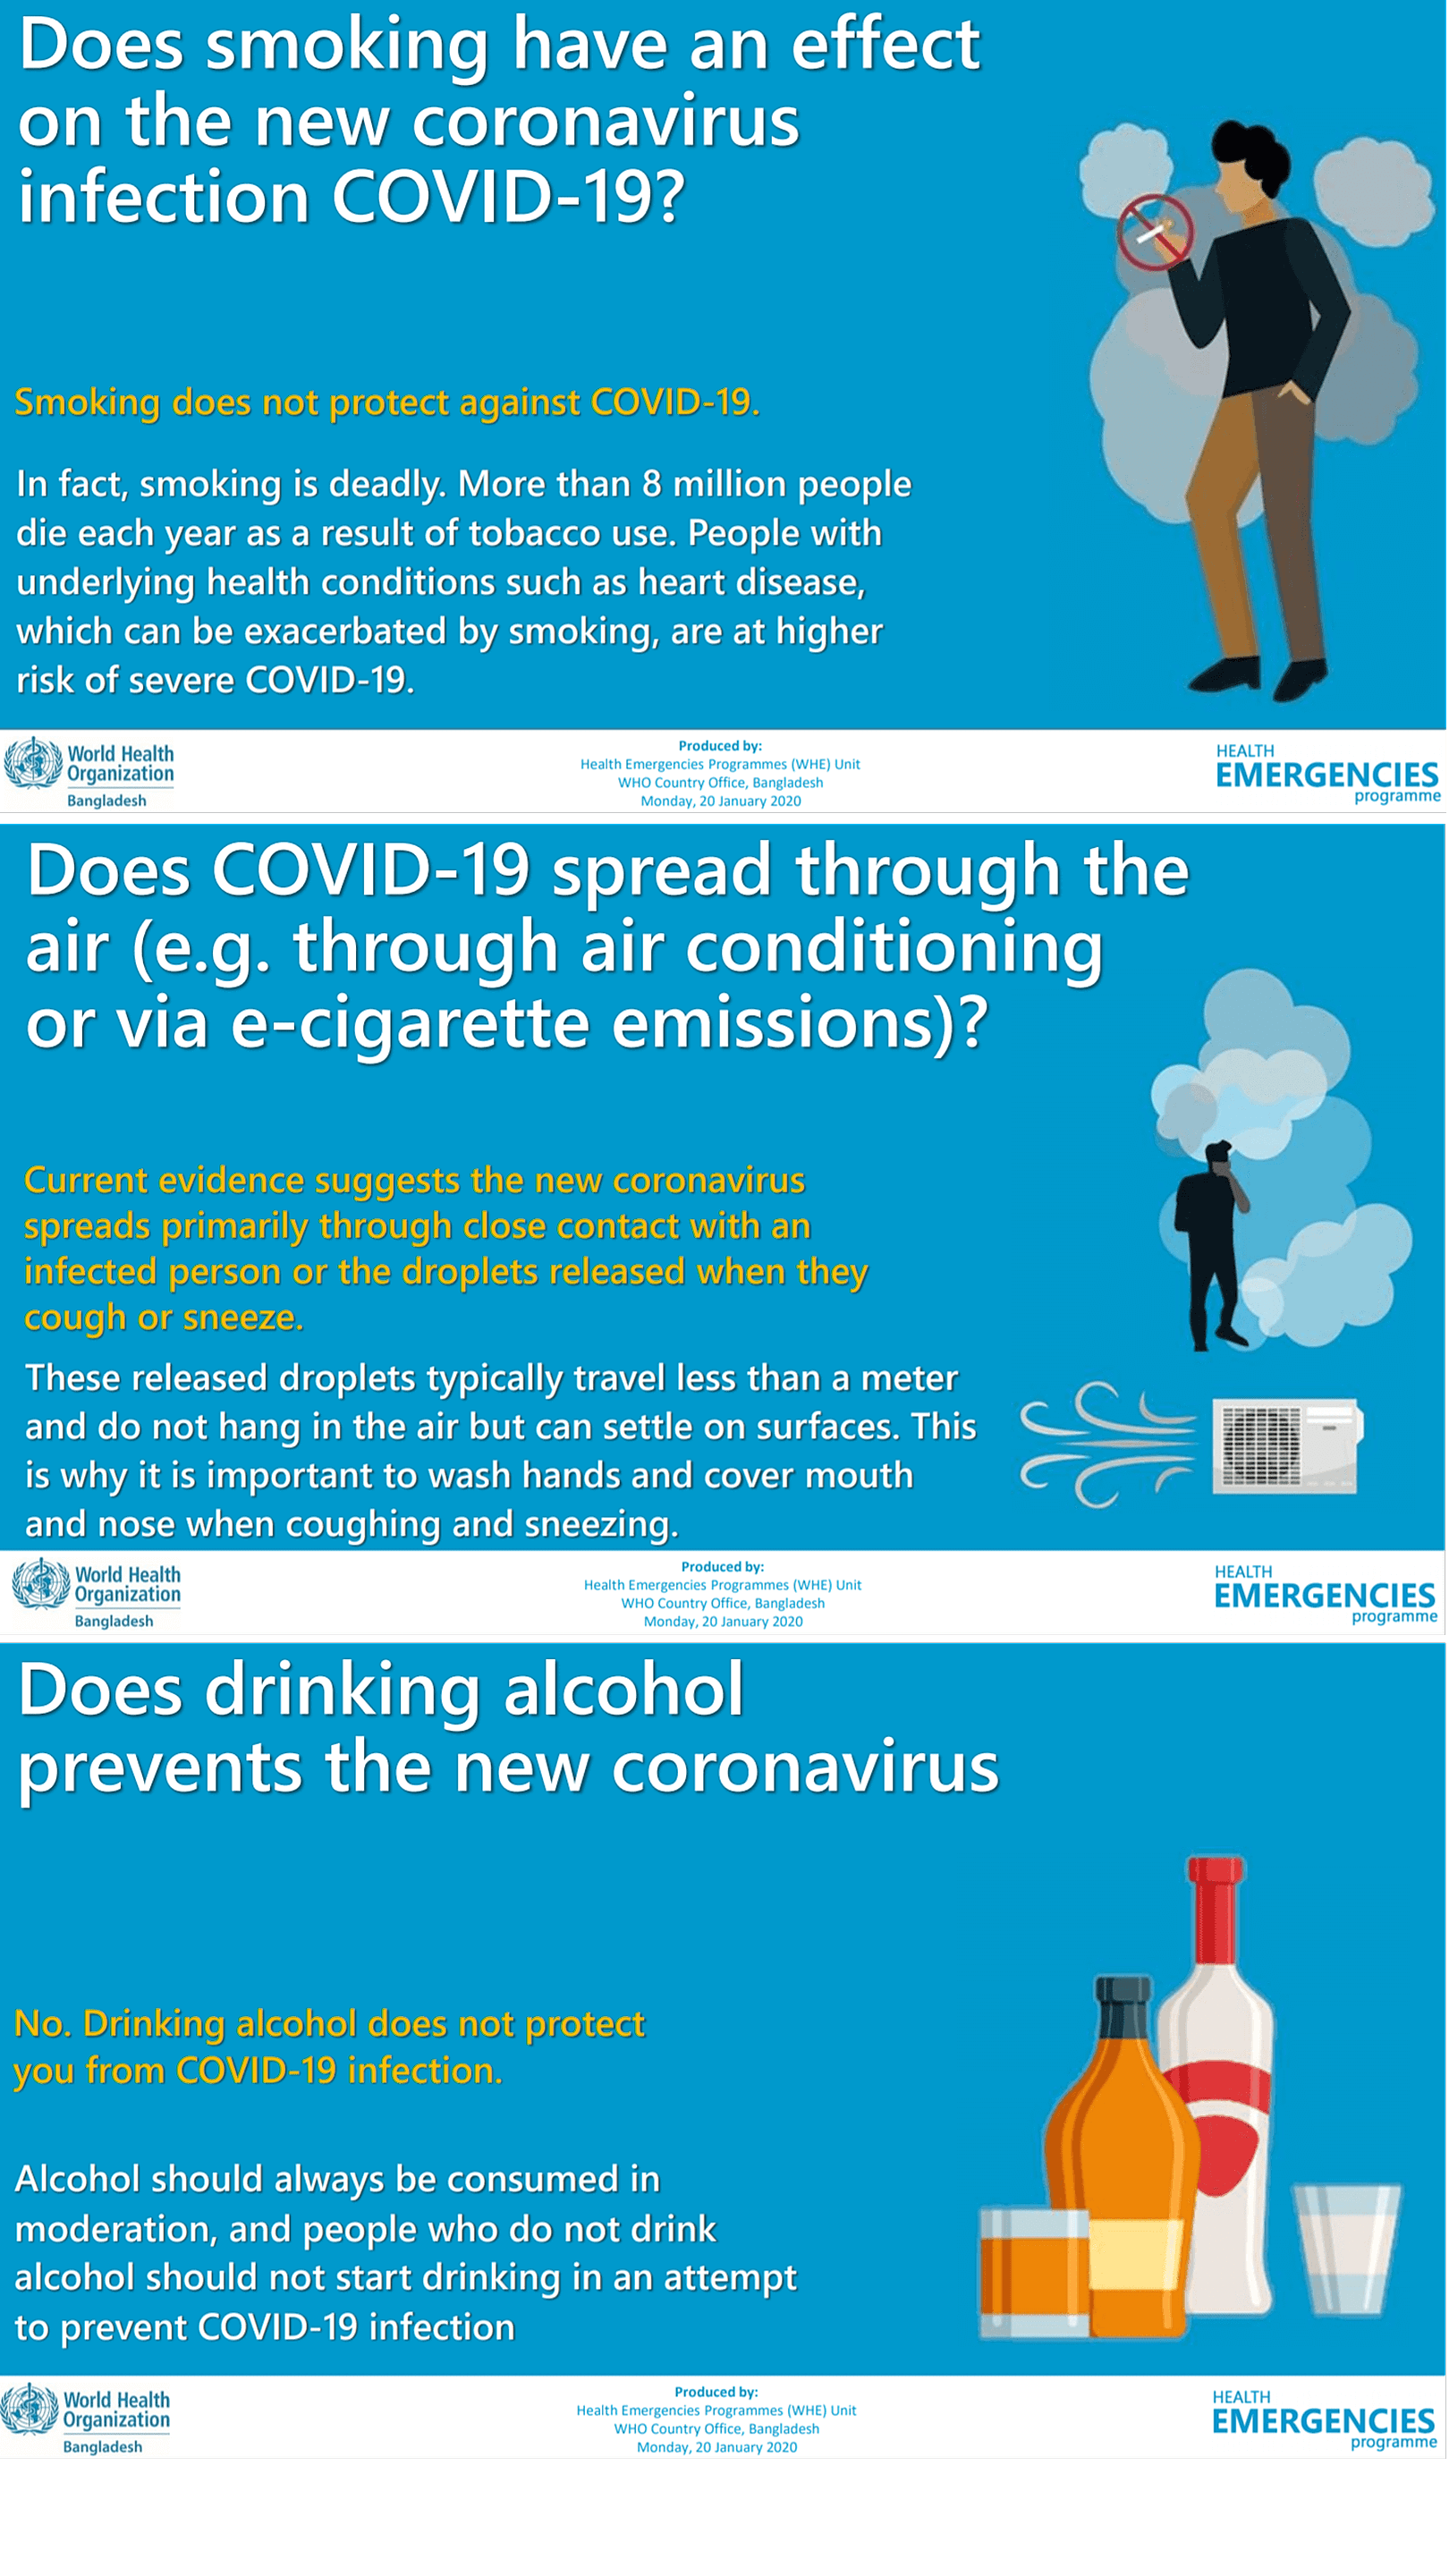 Does smoking have an effect
on the new coronavirus
infection COVID-19?
Smoking does not protect against COVID-19.
In fact, smoking is deadly. More than 8 million people
die each year as a result of tobacco use. People with
underlying health conditions such as heart disease,
which can be exacerbated by smoking, are at higher
risk of severe COVID-19.
World Health
Organization
Bangladesh
Produced by:
Health Emergencies Programmes (WHE) Unit
WHO Country Office, Bangladesh
Monday, 20 January 2020
HEALTH
EMERGENCIES
programme
Does COVID-19 spread through the
air (e.g. through air conditioning
or via e-cigarette emissions)?
Current evidence suggests the new coronavirus
spreads primarily through close contact with an
infected person or the droplets released when they
cough or sneeze.
These released droplets typically travel less than a meter
and do not hang in the air but can settle on surfaces. This
is why it is important to wash hands and cover mouth
and nose when coughing and sneezing.
World Health
Organization
Bangladesh
Produced by:
Health Emergencies Programmes (WHE) Unit
WHO Country Office, Bangladesh
Monday, 20 January 2020
HEALTH
EMERGENCIES
programme
Does drinking alcohol
prevents the new coronavirus
No. Drinking alcohol does not protect
you from COVID-19 infection.
Alcohol should always be consumed in
moderation, and people who do not drink
alcohol should not start drinking in an attempt
to prevent COVID-19 infection
World Health
Organization
Bangladesh
Produced by:
Health Emergencies Programmes (WHE) Unit
WHO Country Office, Bangladesh
Monday, 20 January 2020
HEALTH
EMERGENCIES
programme